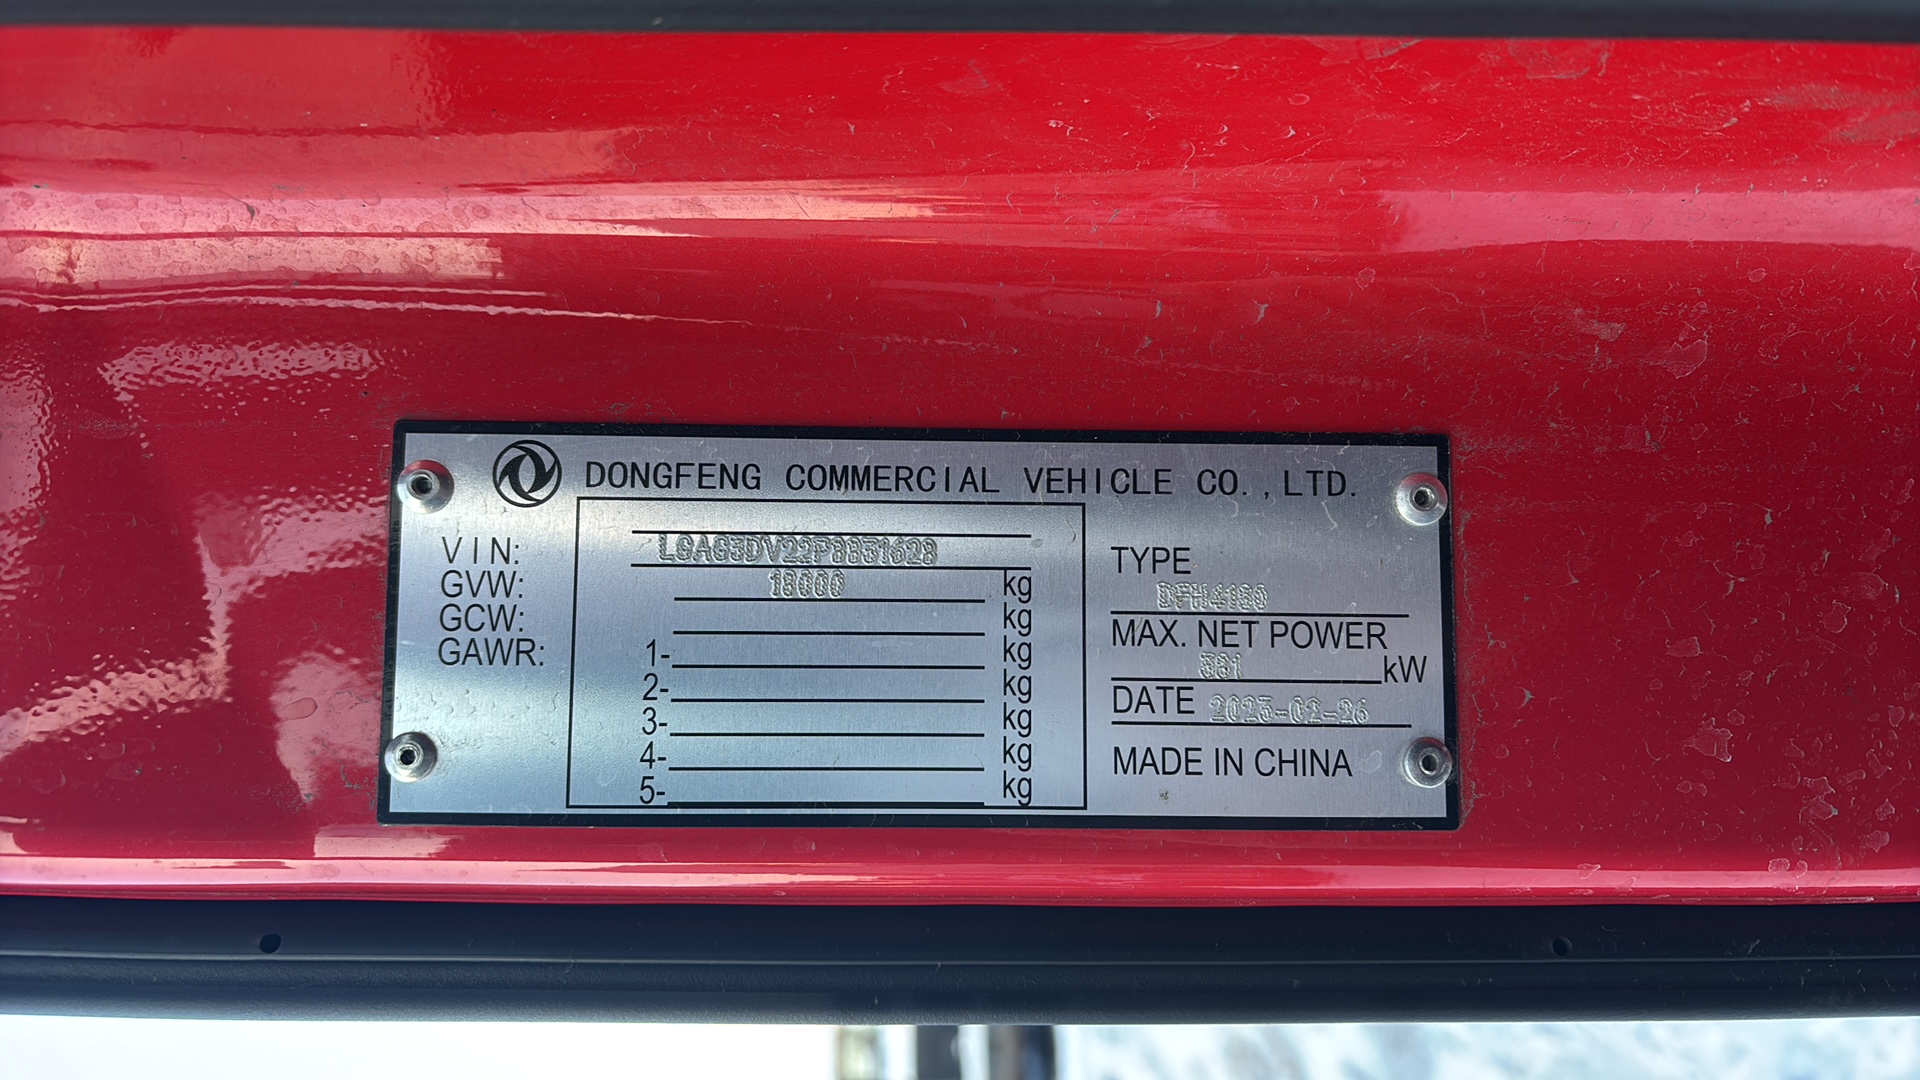 DONGFENG COMMERCIAL VEHICLE CO.,LTD.
VIN: LGAG3DV22P8831628
GVW: 18000 kg
GCW: kg
GAWR: 1- kg
2- kg
3- kg
4- kg
5- kg
TYPE
DFH4180
MAX. NET POWER
kW
DATE 2023-02-26
MADE IN CHINA